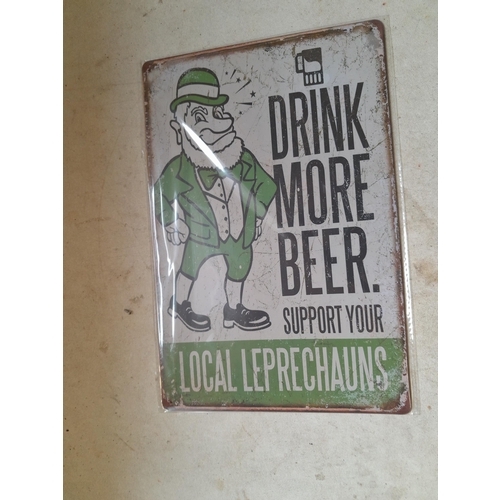 DRINK
MORE
BEER.
SUPPORT YOUR
LOCAL LEPRECHAUNS